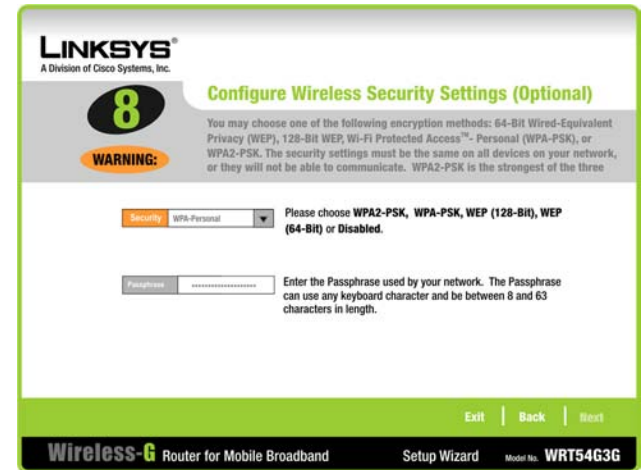 LINKSYS®
A Division of Cisco Systems, Inc.
8
WARNING:
Configure Wireless Security Settings (Optional)
You may choose one of the following encryption methods: 64-Bit Wired-Equivalent
Privacy (WEP), 128-Bit WEP, Wi-Fi Protected Access™- Personal (WPA-PSK), or
WPA2-PSK. The security settings must be the same on all devices on your network,
or they will not be able to communicate. WPA2-PSK is the strongest of the three
Security WPA-Personal
Please choose WPA2-PSK, WPA-PSK, WEP (128-Bit), WEP
(64-Bit) or Disabled.
Passphrase ********************
Enter the Passphrase used by your network. The Passphrase
can use any keyboard character and be between 8 and 63
characters in length.
Exit | Back | Next
Wireless-G Router for Mobile Broadband Setup Wizard Model No. WRT54G3G